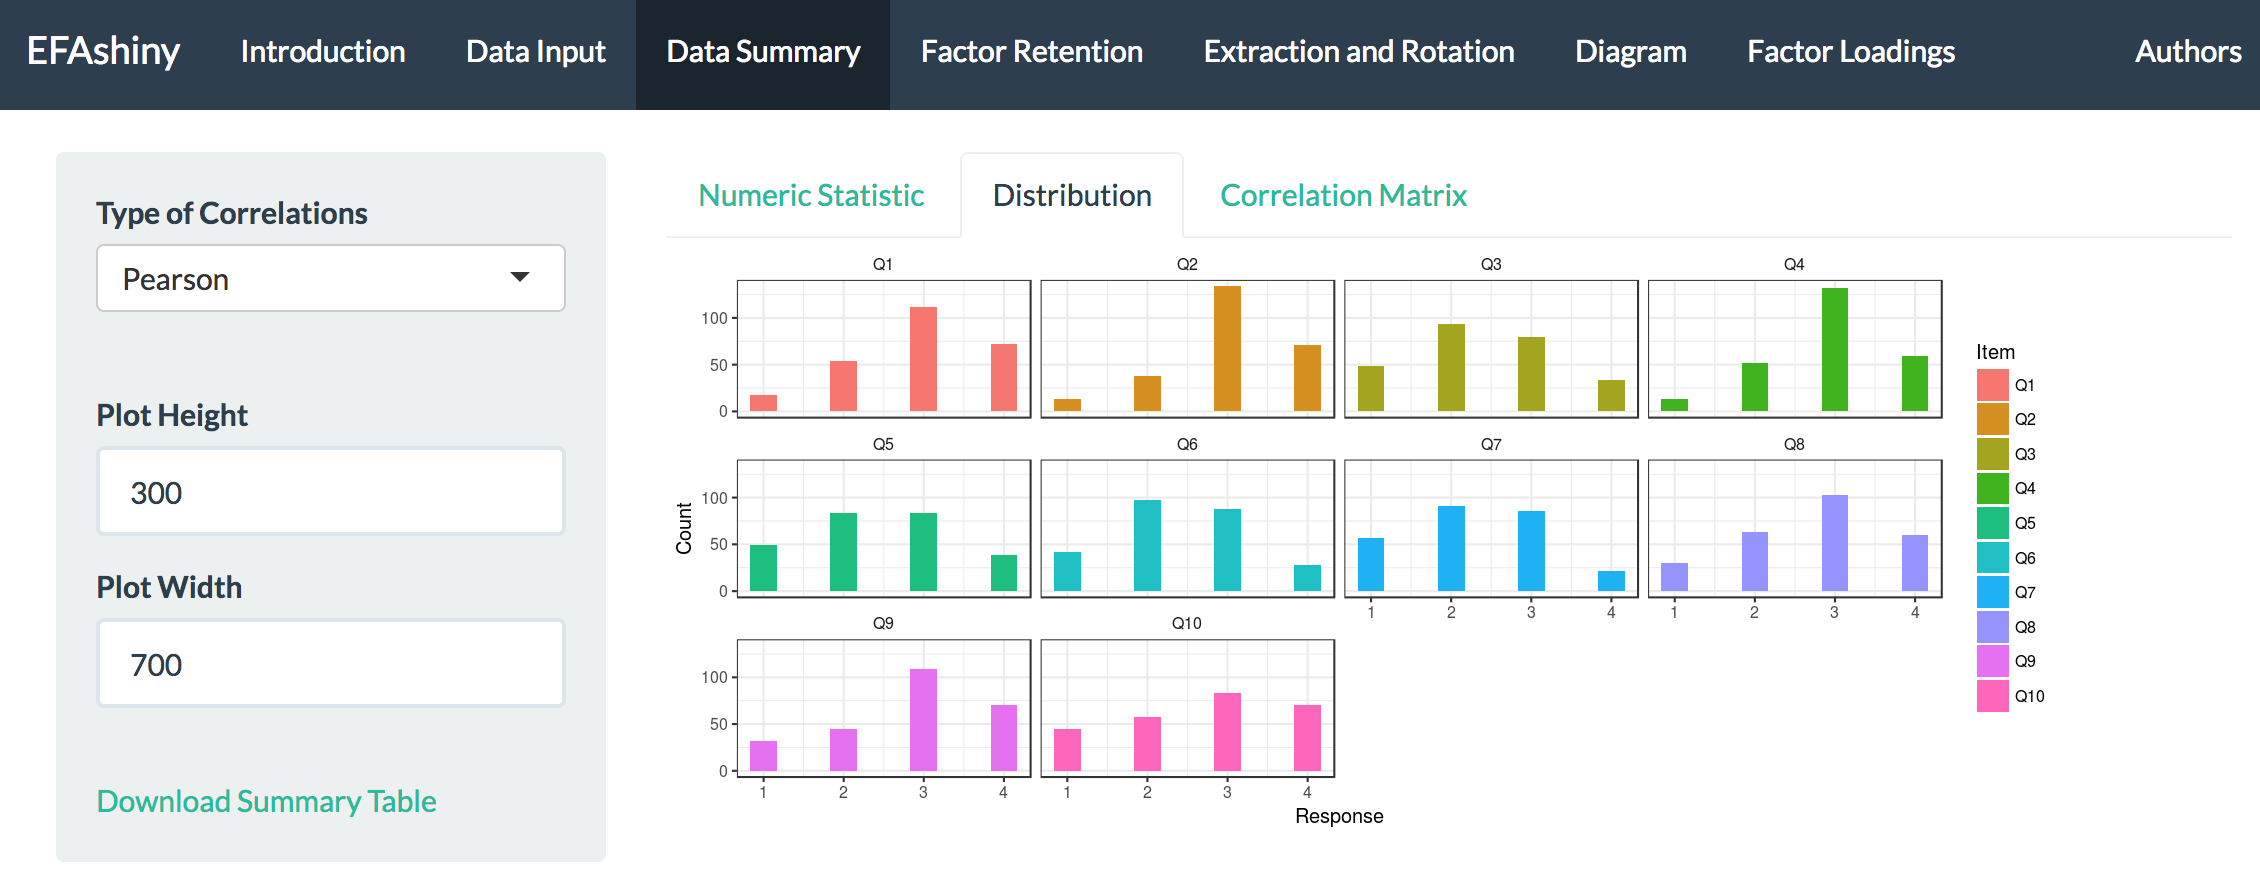 EFAshiny Introduction Data Input Data Summary Factor Retention Extraction and Rotation Diagram Factor Loadings Authors
Type of Correlations
Pearson
Plot Height
300
Plot Width
700
Download Summary Table
Numeric Statistic Distribution Correlation Matrix
Q1 Q2 Q3 Q4
100
50
0
Q5 Q6 Q7 Q8
100
50
0
1 2 3 4 1 2 3 4
Q9 Q10
100
50
0
1 2 3 4 1 2 3 4
Count
Response
Item
Q1
Q2
Q3
Q4
Q5
Q6
Q7
Q8
Q9
Q10